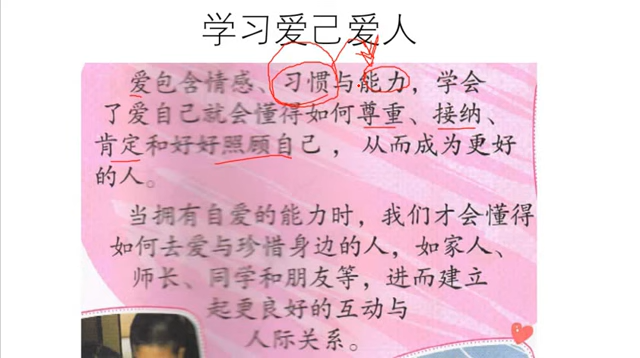 学习爱己爱人
爱包含情感、习惯与能力，学会
了爱自己就会懂得如何尊重、接纳、
肯定和好好照顾自己，从而成为更好
的人。
当拥有自爱的能力时，我们才会懂得
如何去爱与珍惜身边的人，如家人、
师长、同学和朋友等，进而建立
起更良好的互动与
人际关系。